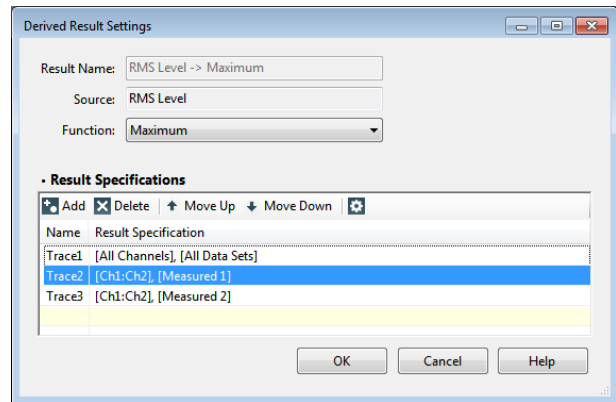 Derived Result Settings
Result Name: RMS Level -> Maximum
Source: RMS Level
Function: Maximum
• Result Specifications
Add Delete Move Up Move Down
Name Result Specification
Trace1 [All Channels], [All Data Sets]
Trace2 [Ch1:Ch2], [Measured 1]
Trace3 [Ch1:Ch2], [Measured 2]
OK Cancel Help